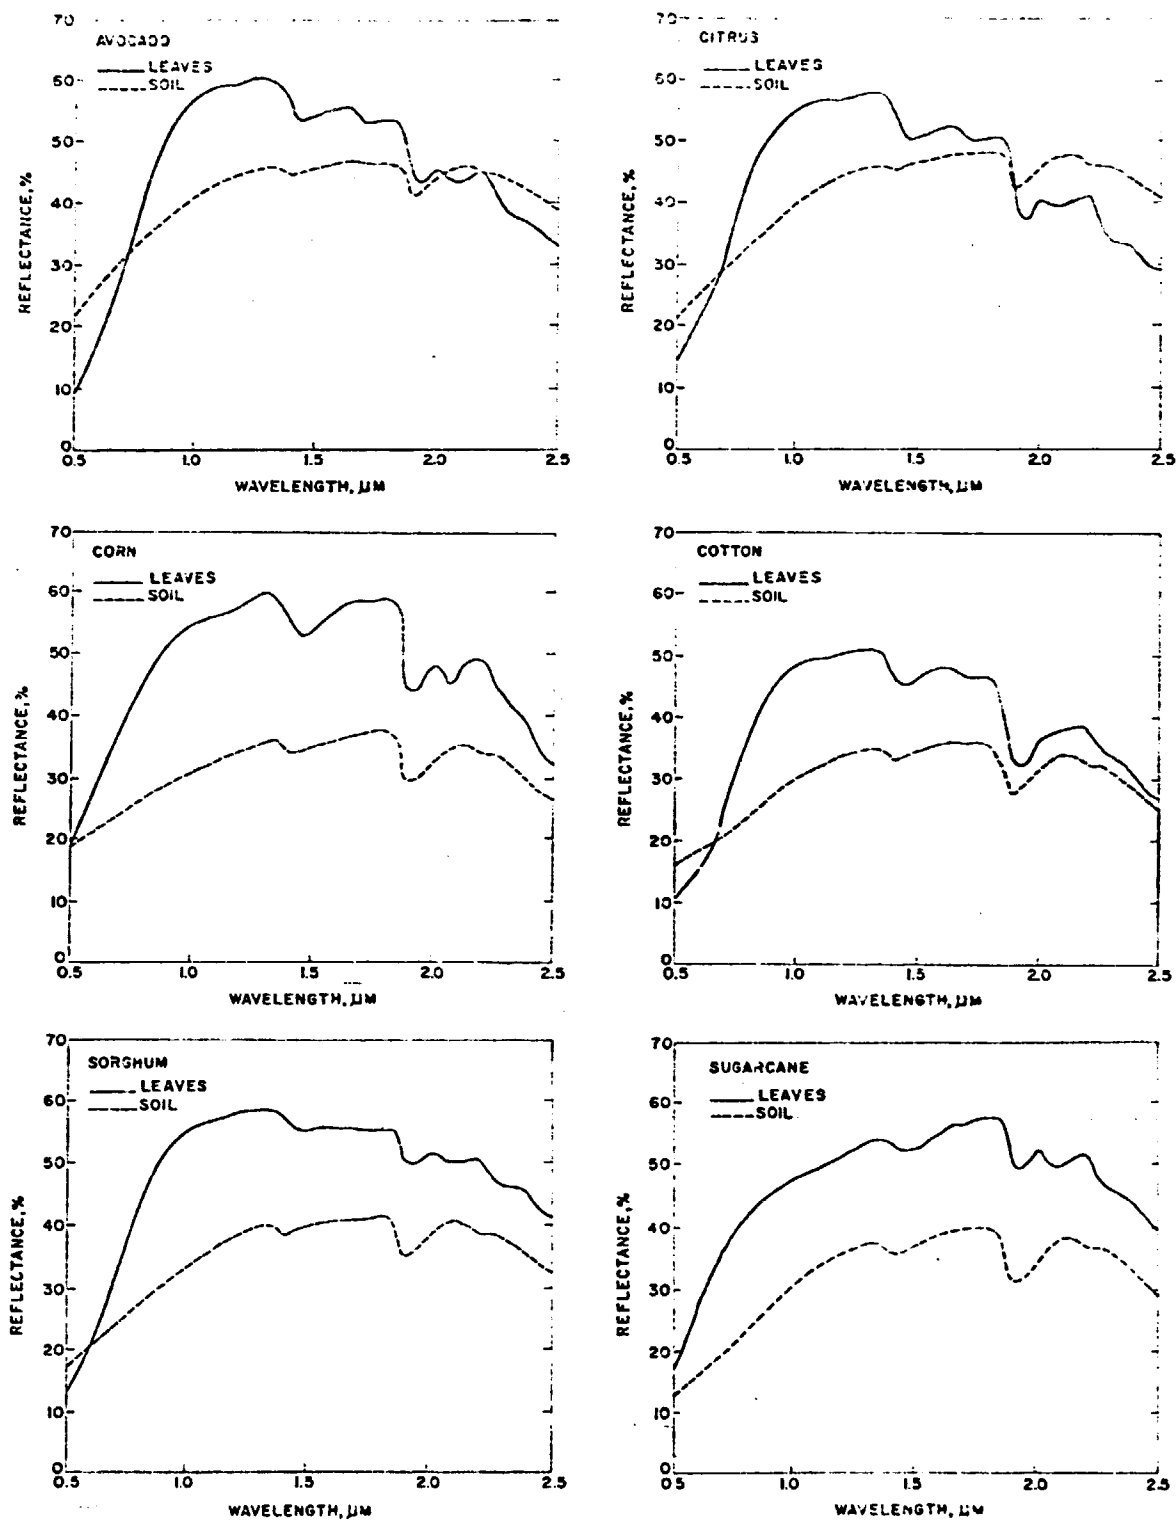 AVOCADO
LEAVES
SOIL
70
60
50
40
30
20
10
0
REFLECTANCE, %
0.5 1.0 1.5 2.0 2.5
WAVELENGTH, µM
CITRUS
LEAVES
SOIL
70
60
50
40
30
20
10
0
REFLECTANCE, %
0.5 1.0 1.5 2.0 2.5
WAVELENGTH, µM
CORN
LEAVES
SOIL
70
60
50
40
30
20
10
0
REFLECTANCE, %
0.5 1.0 1.5 2.0 2.5
WAVELENGTH, µM
COTTON
LEAVES
SOIL
70
60
50
40
30
20
10
0
REFLECTANCE, %
0.5 1.0 1.5 2.0 2.5
WAVELENGTH, µM
SORGHUM
LEAVES
SOIL
70
60
50
40
30
20
10
0
REFLECTANCE, %
0.5 1.0 1.5 2.0 2.5
WAVELENGTH, µM
SUGARCANE
LEAVES
SOIL
70
60
50
40
30
20
10
0
REFLECTANCE, %
0.5 1.0 1.5 2.0 2.5
WAVELENGTH, µM